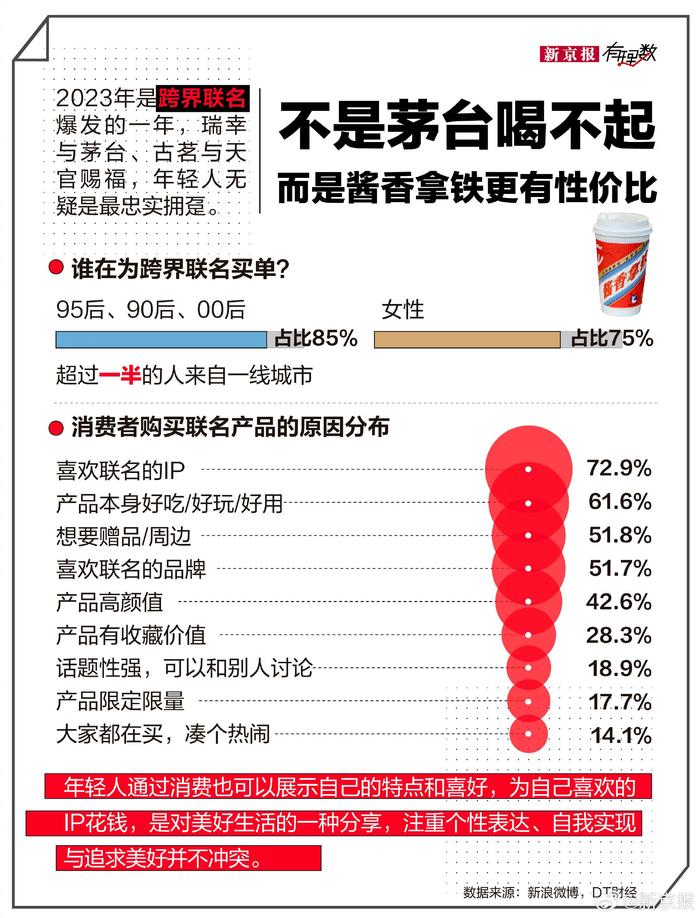 新京报 有理数
2023年是跨界联名
爆发的一年，瑞幸
与茅台、古茗与天
官赐福，年轻人无
疑是最忠实拥趸。
不是茅台喝不起
而是酱香拿铁更有性价比
酱香拿铁
谁在为跨界联名买单？
95后、90后、00后
占比85%
女性
占比75%
超过一半的人来自一线城市
消费者购买联名产品的原因分布
喜欢联名的IP 72.9%
产品本身好吃/好玩/好用 61.6%
想要赠品/周边 51.8%
喜欢联名的品牌 51.7%
产品高颜值 42.6%
产品有收藏价值 28.3%
话题性强，可以和别人讨论 18.9%
产品限定限量 17.7%
大家都在买，凑个热闹 14.1%
年轻人通过消费也可以展示自己的特点和喜好，为自己喜欢的
IP花钱，是对美好生活的一种分享，注重个性表达、自我实现
与追求美好并不冲突。
数据来源：新浪微博，DT财经
@新京报